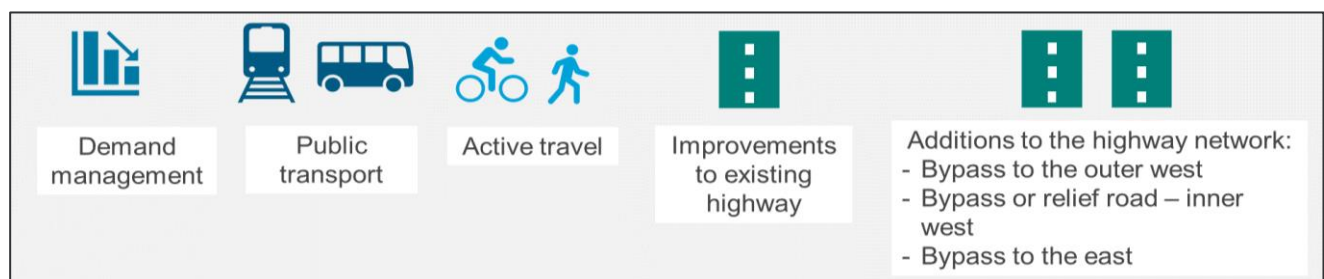 Demand
management
Public
transport
Active travel
Improvements
to existing
highway
Additions to the highway network:
- Bypass to the outer west
- Bypass or relief road – inner
west
- Bypass to the east